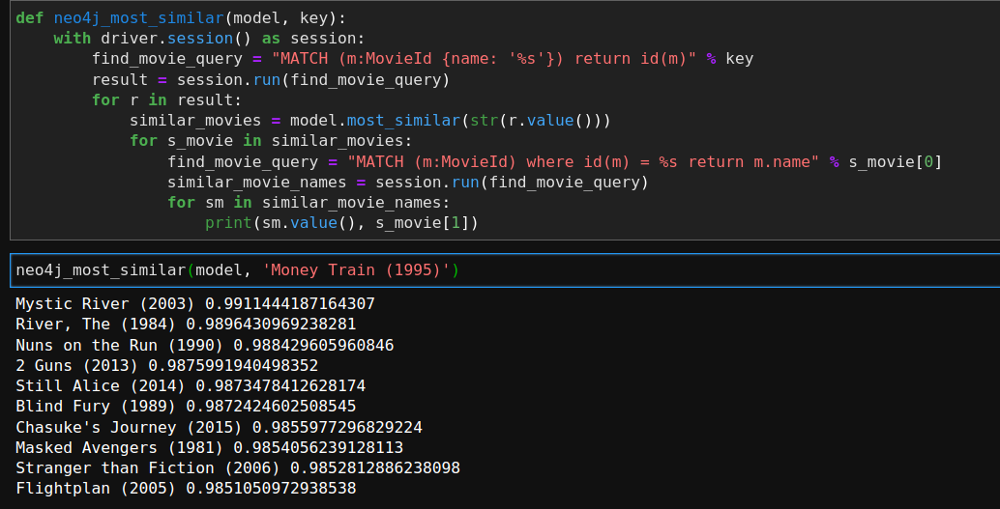 def neo4j_most_similar(model, key):
    with driver.session() as session:
        find_movie_query = "MATCH (m:MovieId {name: '%s'}) return id(m)" % key
        result = session.run(find_movie_query)
        for r in result:
            similar_movies = model.most_similar(str(r.value()))
            for s_movie in similar_movies:
                find_movie_query = "MATCH (m:MovieId) where id(m) = %s return m.name" % s_movie[0]
                similar_movie_names = session.run(find_movie_query)
                for sm in similar_movie_names:
                    print(sm.value(), s_movie[1])
neo4j_most_similar(model, 'Money Train (1995)')
Mystic River (2003) 0.9911444187164307
River, The (1984) 0.9896430969238281
Nuns on the Run (1990) 0.988429605960846
2 Guns (2013) 0.9875991940498352
Still Alice (2014) 0.9873478412628174
Blind Fury (1989) 0.9872424602508545
Chasuke's Journey (2015) 0.9855977296829224
Masked Avengers (1981) 0.9854056239128113
Stranger than Fiction (2006) 0.9852812886238098
Flightplan (2005) 0.9851050972938538